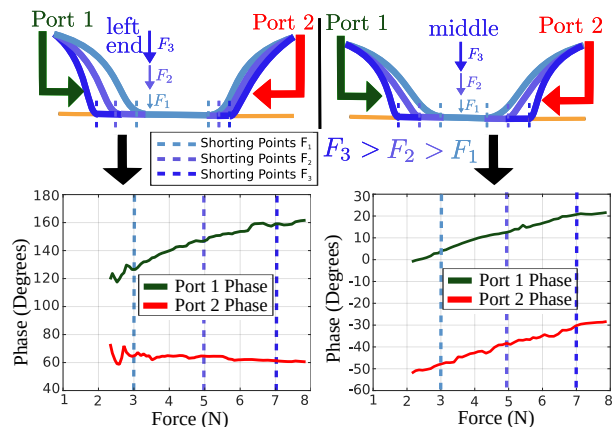 Port 1
left
end
F3
F2
F1
Port 2
Port 1
middle
F3
F2
F1
Port 2
Shorting Points F1
Shorting Points F2
Shorting Points F3
F3 > F2 > F1
180
160
140
120
100
80
60
40
Phase (Degrees)
Port 1 Phase
Port 2 Phase
1 2 3 4 5 6 7 8
Force (N)
30
20
10
0
-10
-20
-30
-40
-50
-60
Phase (Degrees)
Port 1 Phase
Port 2 Phase
1 2 3 4 5 6 7 8
Force (N)